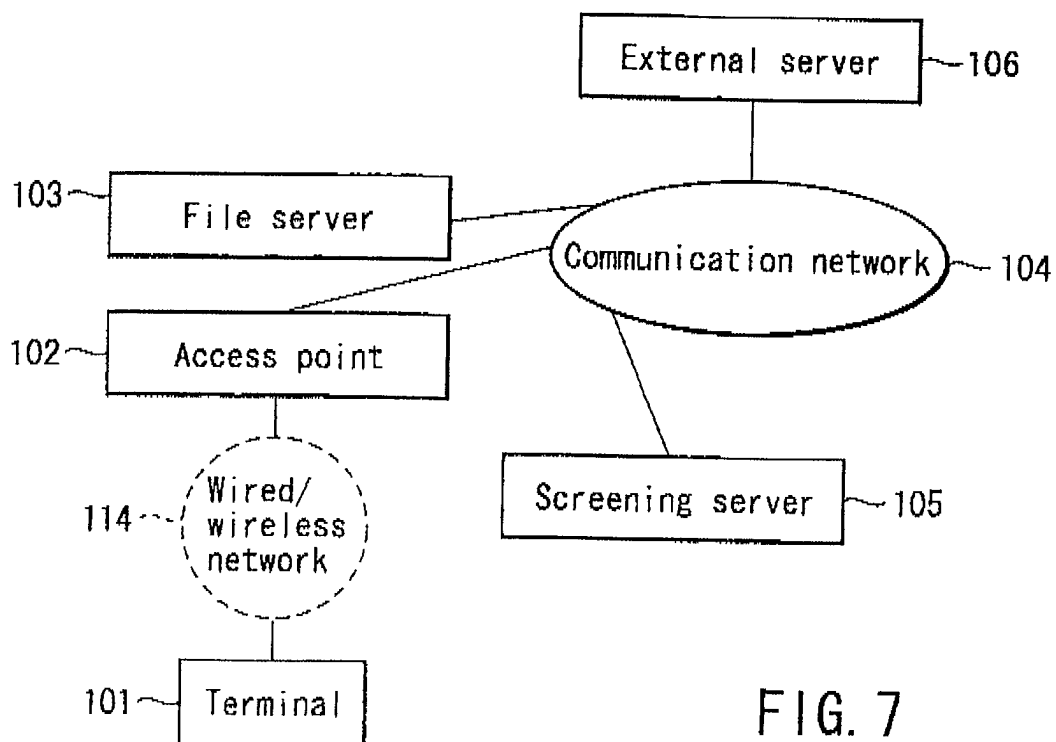 External server
106
103
File server
Communication network
104
102
Access point
Wired/
wireless
network
114
Screening server
105
101
Terminal
FIG. 7